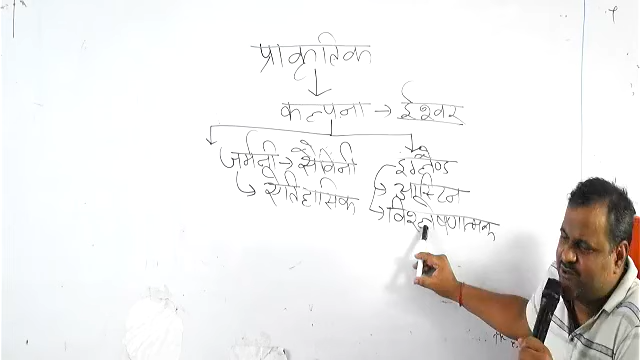 प्राकृतिक
कल्पना → ईश्वर
जर्मनी → सैविनी
ऐतिहासिक
इंग्लैण्ड
आस्टिन
विश्लेषणात्मक